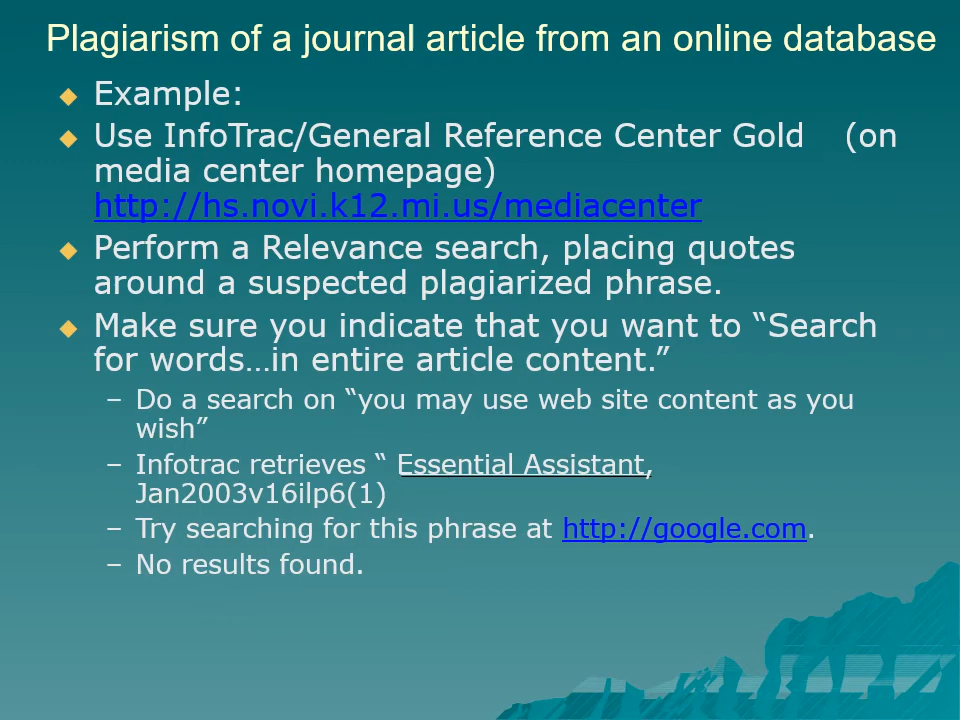 Plagiarism of a journal article from an online database
Example:
Use InfoTrac/General Reference Center Gold (on
media center homepage)
http://hs.novi.k12.mi.us/mediacenter
Perform a Relevance search, placing quotes
around a suspected plagiarized phrase.
Make sure you indicate that you want to “Search
for words…in entire article content.”
– Do a search on “you may use web site content as you
wish”
– Infotrac retrieves “ Essential Assistant,
Jan2003v16ilp6(1)
– Try searching for this phrase at http://google.com.
– No results found.